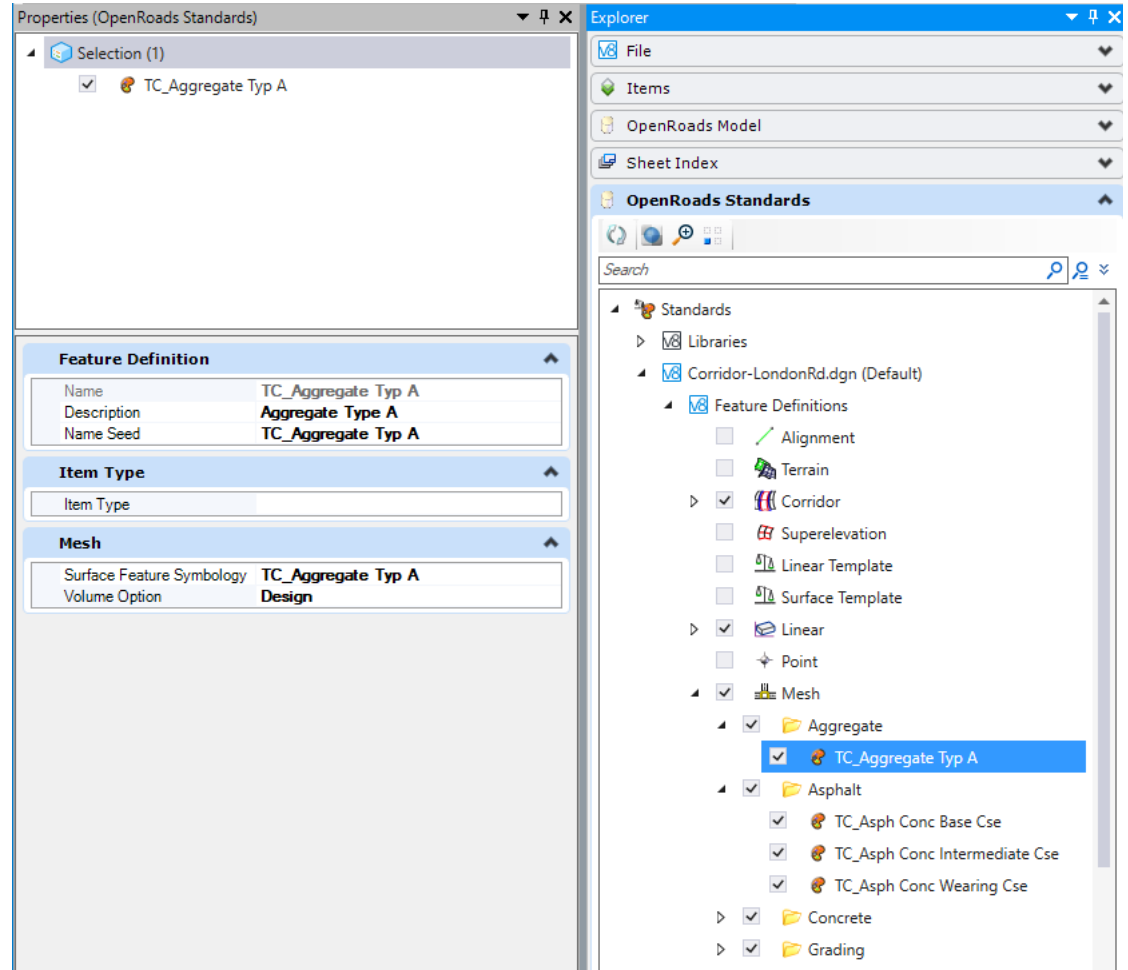 Properties (OpenRoads Standards)
Selection (1)
TC_Aggregate Typ A
Feature Definition
Name TC_Aggregate Typ A
Description Aggregate Type A
Name Seed TC_Aggregate Typ A
Item Type
Item Type
Mesh
Surface Feature Symbology TC_Aggregate Typ A
Volume Option Design
Explorer
File
Items
OpenRoads Model
Sheet Index
OpenRoads Standards
Search
Standards
Libraries
Corridor-LondonRd.dgn (Default)
Feature Definitions
Alignment
Terrain
Corridor
Superelevation
Linear Template
Surface Template
Linear
Point
Mesh
Aggregate
TC_Aggregate Typ A
Asphalt
TC_Asph Conc Base Cse
TC_Asph Conc Intermediate Cse
TC_Asph Conc Wearing Cse
Concrete
Grading